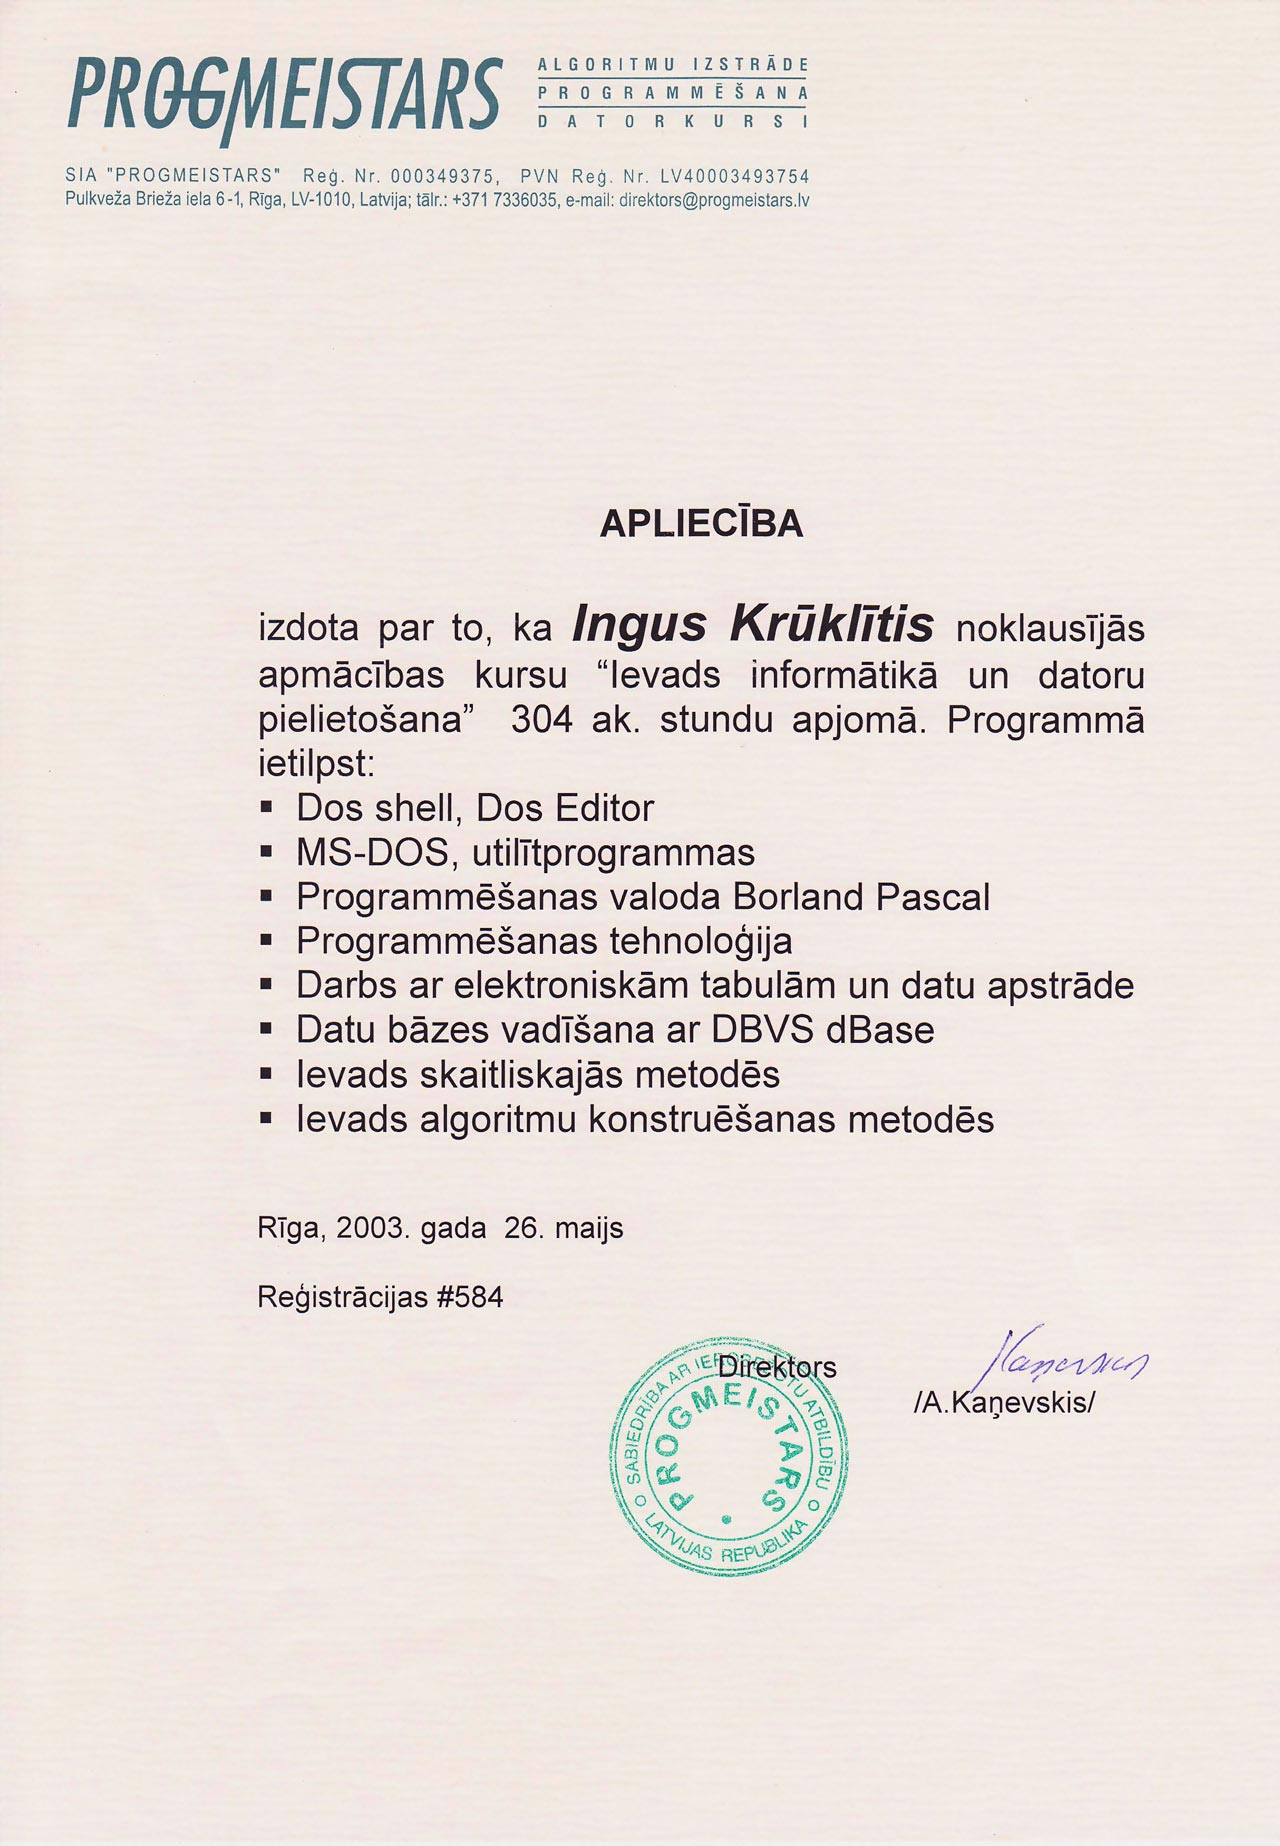 PROGMEISTARS
ALGORITMU IZSTRĀDE
PROGRAMMĒŠANA
DATORKURSI
SIA "PROGMEISTARS" Reģ. Nr. 000349375, PVN Reģ. Nr. LV40003493754
Pulkveža Brieža iela 6-1, Rīga, LV-1010, Latvija; tālr.: +371 7336035, e-mail: direktors@progmeistars.lv
APLIECĪBA
izdota par to, ka Ingus Krūklītis noklausījās
apmācības kursu “Ievads informātikā un datoru
pielietošana” 304 ak. stundu apjomā. Programmā
ietilpst:
▪ Dos shell, Dos Editor
▪ MS-DOS, utilītprogrammas
▪ Programmēšanas valoda Borland Pascal
▪ Programmēšanas tehnoloģija
▪ Darbs ar elektroniskām tabulām un datu apstrāde
▪ Datu bāzes vadīšana ar DBVS dBase
▪ Ievads skaitliskajās metodēs
▪ Ievads algoritmu konstruēšanas metodēs
Rīga, 2003. gada 26. maijs
Reģistrācijas #584
Direktors
Kaņevskis
/A.Kaņevskis/
SABIEDRĪBA AR IEROBEŽOTU ATBILDĪBU
PROGMEISTARS
LATVIJAS REPUBLIKA